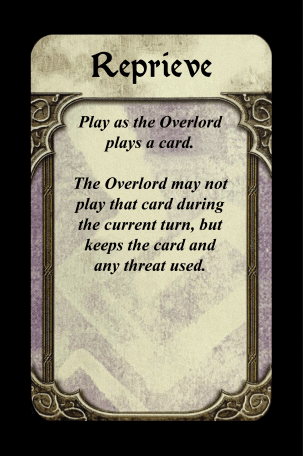 Reprieve
Play as the Overlord
plays a card.
The Overlord may not
play that card during
the current turn, but
keeps the card and
any threat used.